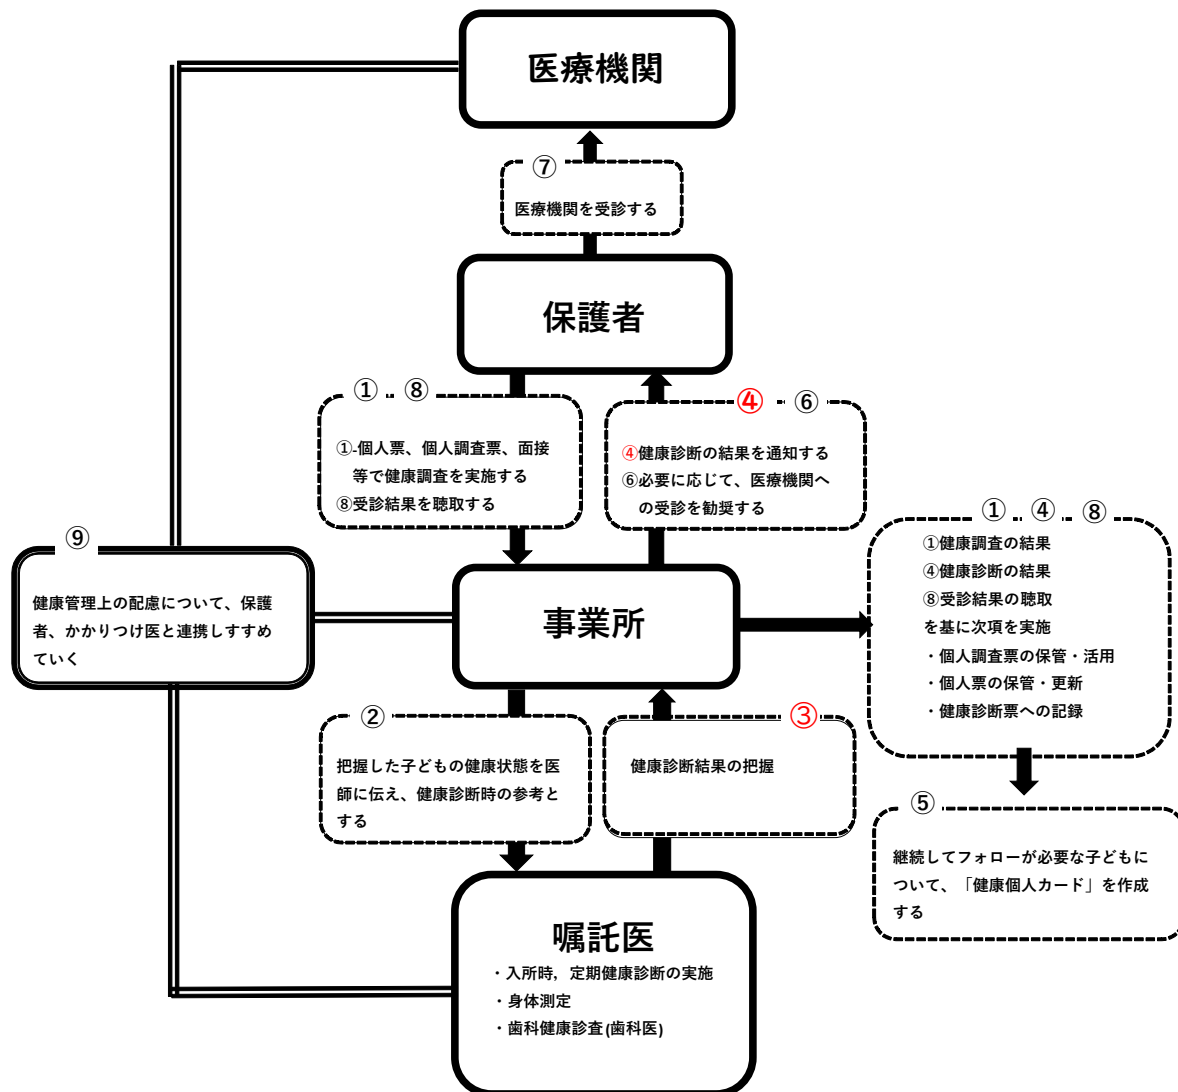 医療機関
⑦
医療機関を受診する
保護者
① ⑧
①-個人票、個人調査票、面接
等で健康調査を実施する
⑧受診結果を聴取する
④ ⑥
④健康診断の結果を通知する
⑥必要に応じて、医療機関へ
の受診を勧奨する
⑨
健康管理上の配慮について、保護
者、かかりつけ医と連携しすすめ
ていく
事業所
① ④ ⑧
①健康調査の結果
④健康診断の結果
⑧受診結果の聴取
を基に次項を実施
・個人調査票の保管・活用
・個人票の保管・更新
・健康診断票への記録
②
把握した子どもの健康状態を医
師に伝え、健康診断時の参考と
する
③
健康診断結果の把握
⑤
継続してフォローが必要な子どもに
ついて、「健康個人カード」を作成
する
嘱託医
・入所時，定期健康診断の実施
・身体測定
・歯科健康診査(歯科医)